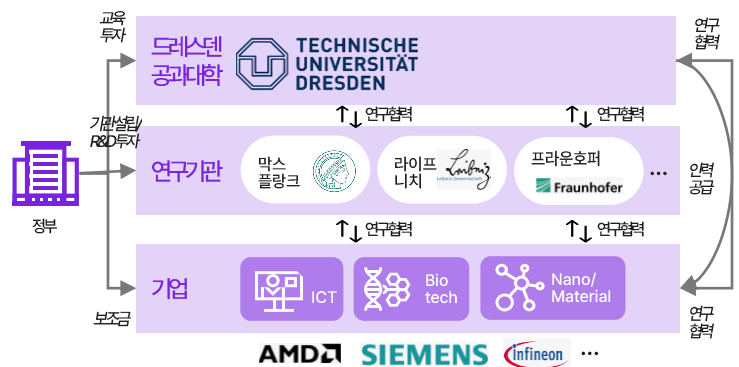 교육
투자
드레스덴
공과대학
TECHNISCHE
UNIVERSITÄT
DRESDEN
연구
협력
연구협력
연구협력
기관설립/
R&D투자
연구기관
막스
플랑크
라이프
니치
Leibniz
Leibniz-Gemeinschaft
프라운호퍼
Fraunhofer
...
인력
공급
정부
연구협력
연구협력
기업
ICT
Bio
tech
Nano/
Material
보조금
연구
협력
AMD
SIEMENS
infineon
...